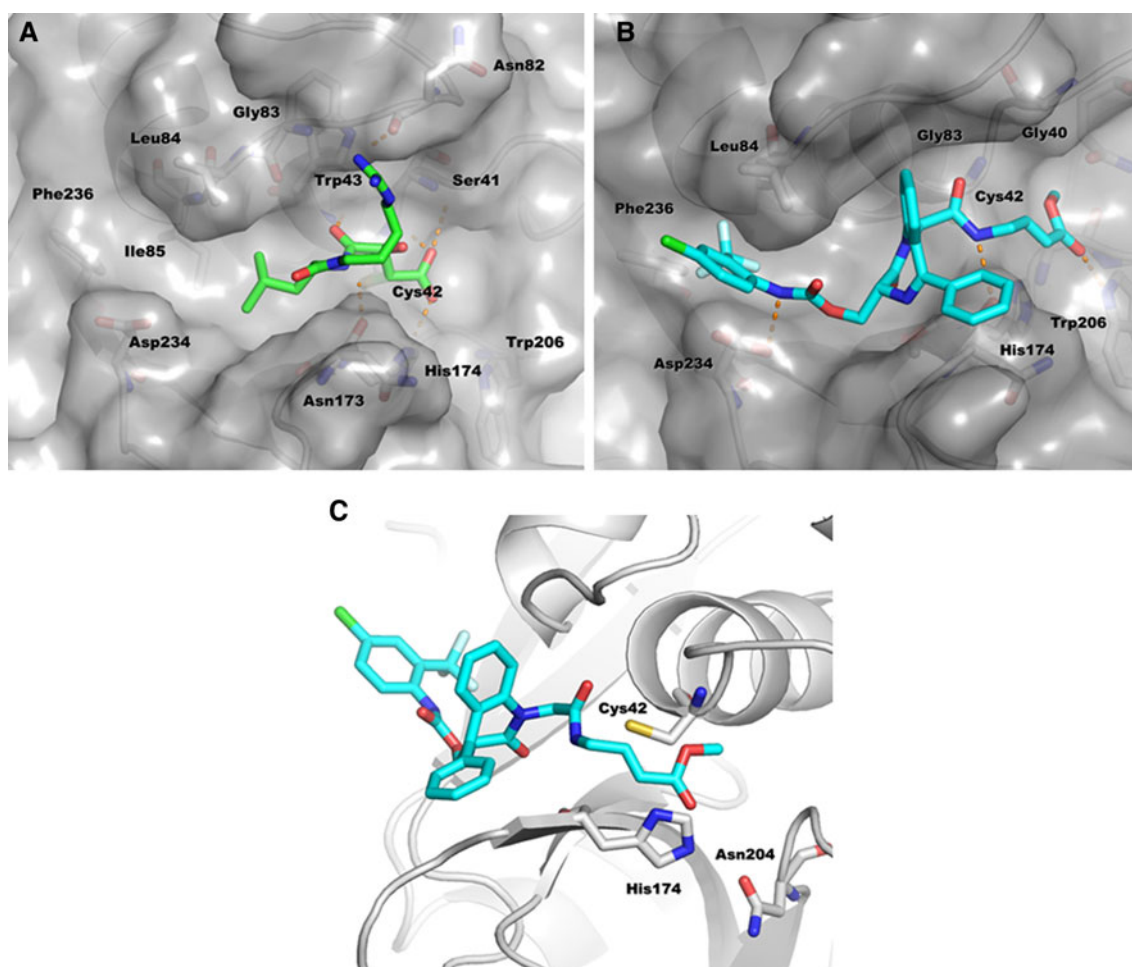 A
Asn82
Gly83
Leu84
Trp43
Ser41
Phe236
Ile85
Cys42
Asp234
Trp206
His174
Asn173
B
Gly83
Gly40
Leu84
Cys42
Phe236
Trp206
Asp234
His174
C
Cys42
Asn204
His174